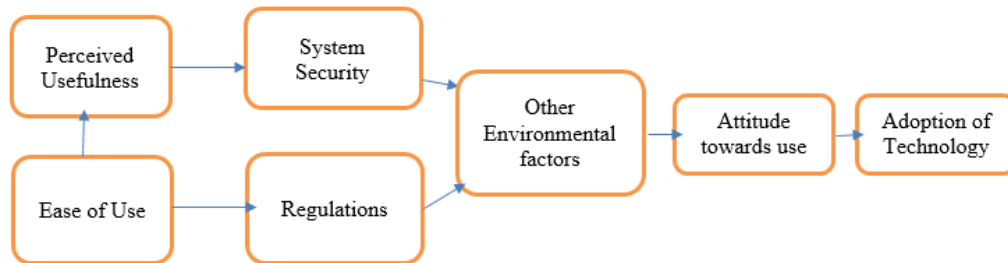 Perceived
Usefulness
System
Security
Other
Environmental
factors
Attitude
towards use
Adoption of
Technology
Ease of Use
Regulations